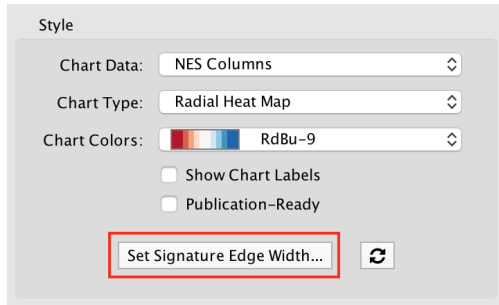 Style
Chart Data: NES Columns
Chart Type: Radial Heat Map
Chart Colors: RdBu-9
Show Chart Labels
Publication-Ready
Set Signature Edge Width...